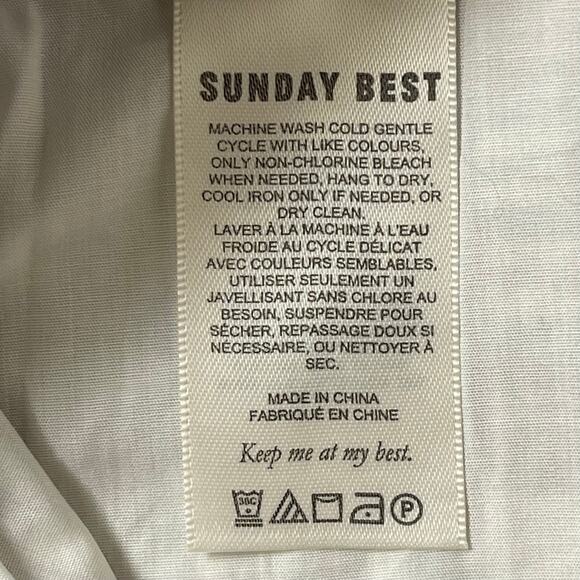 SUNDAY BEST
MACHINE WASH COLD GENTLE
CYCLE WITH LIKE COLOURS,
ONLY NON-CHLORINE BLEACH
WHEN NEEDED, HANG TO DRY,
COOL IRON ONLY IF NEEDED, OR
DRY CLEAN.
LAVER À LA MACHINE À L'EAU
FROIDE AU CYCLE DÉLICAT
AVEC COULEURS SEMBLABLES,
UTILISER SEULEMENT UN
JAVELLISANT SANS CHLORE AU
BESOIN, SUSPENDRE POUR
SÉCHER, REPASSAGE DOUX SI
NÉCESSAIRE, OU NETTOYER À
SEC.
MADE IN CHINA
FABRIQUÉ EN CHINE
Keep me at my best.
30C P